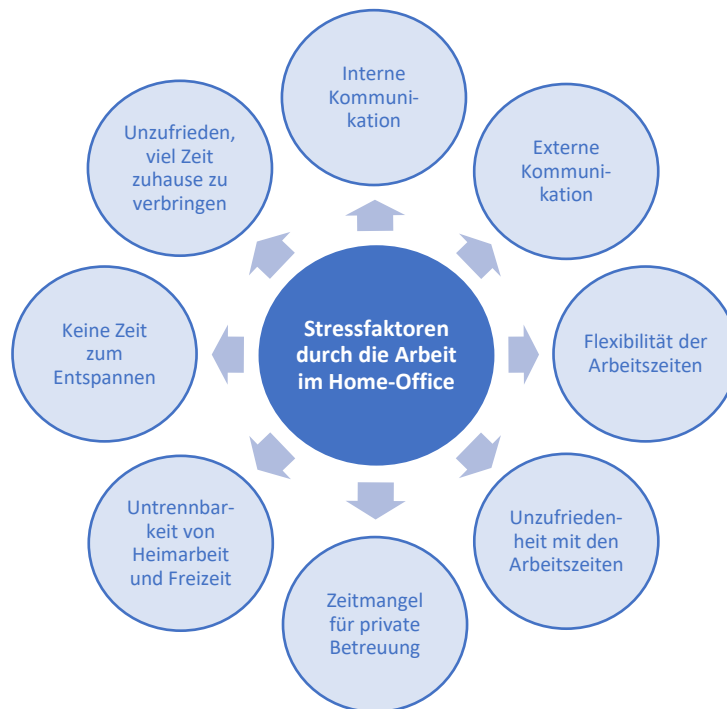 Stressfaktoren
durch die Arbeit
im Home-Office
Interne
Kommuni-
kation
Externe
Kommuni-
kation
Flexibilität der
Arbeitszeiten
Unzufrieden-
heit mit den
Arbeitszeiten
Zeitmangel
für private
Betreuung
Untrennbar-
keit von
Heimarbeit
und Freizeit
Keine Zeit
zum
Entspannen
Unzufrieden,
viel Zeit
zuhause zu
verbringen